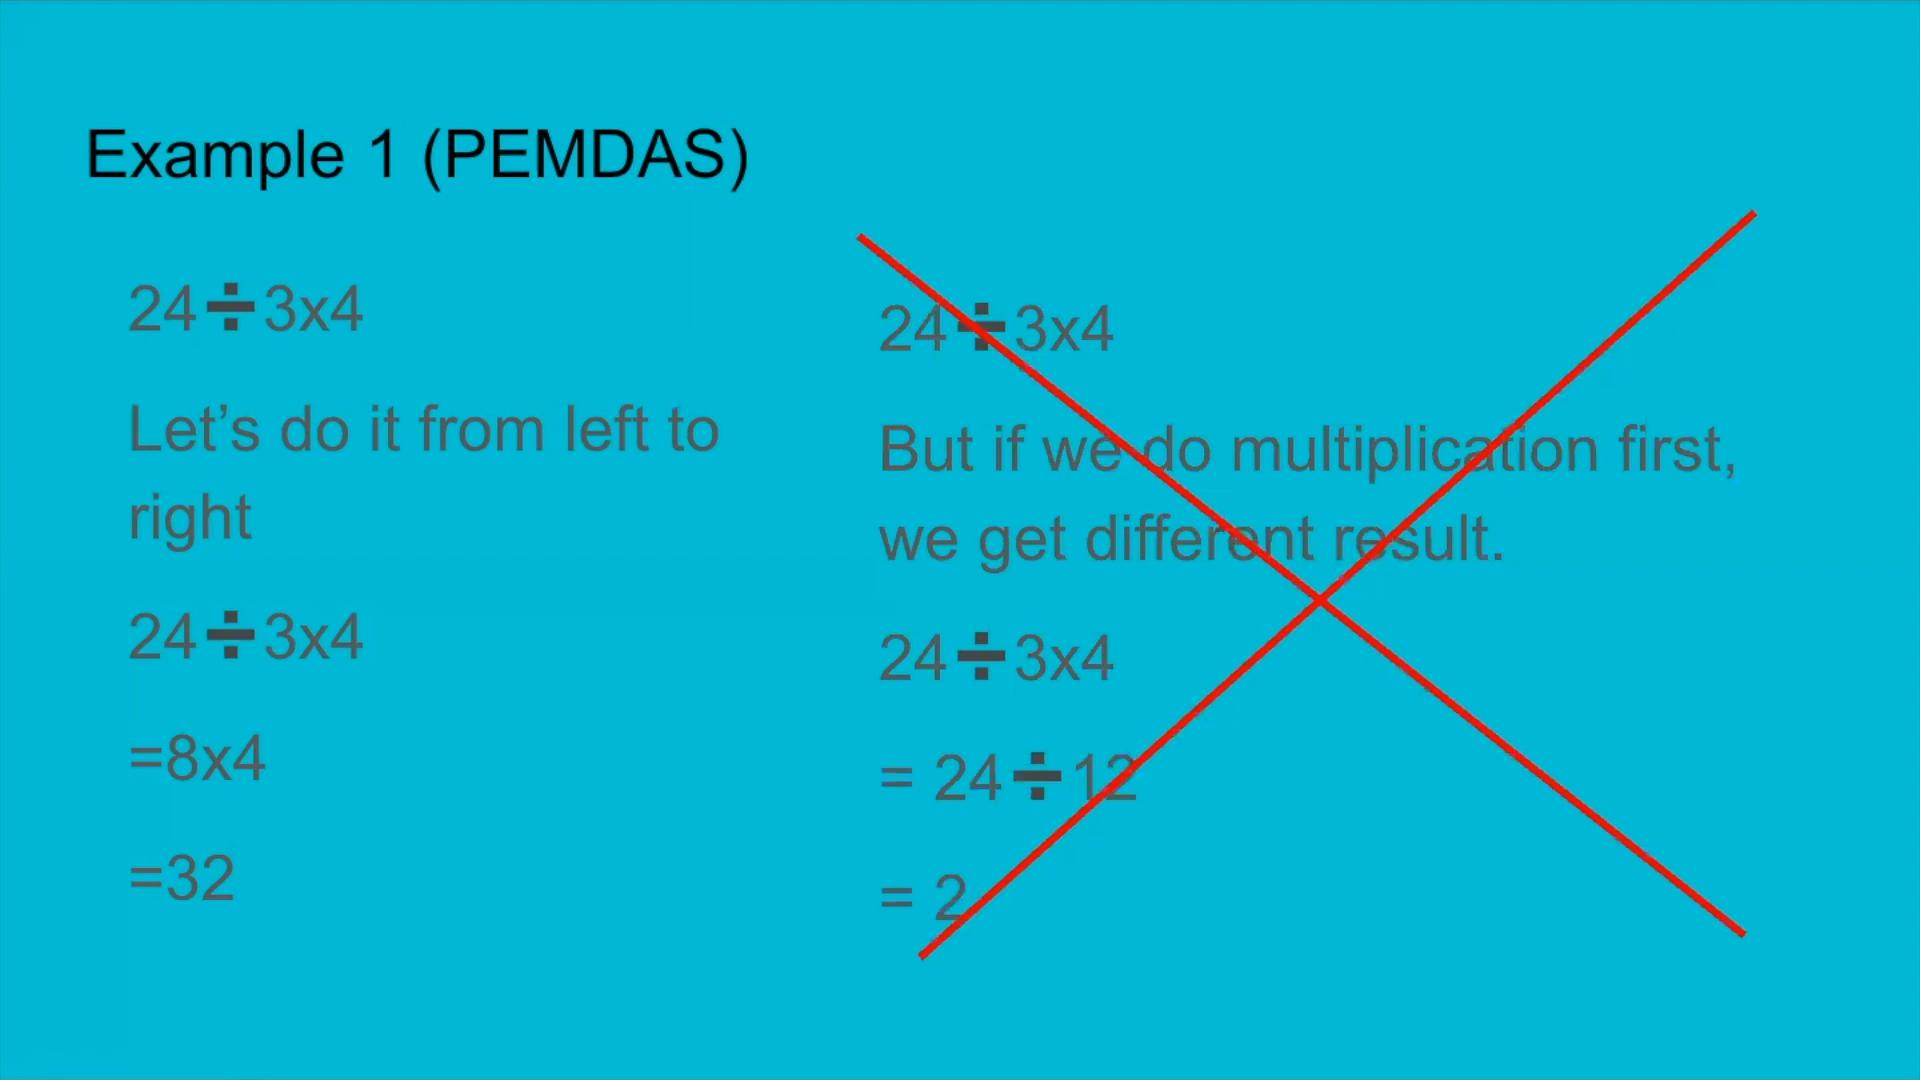 Example 1 (PEMDAS)
24÷3x4
Let’s do it from left to
right
24÷3x4
=8x4
=32
24÷3x4
But if we do multiplication first,
we get different result.
24÷3x4
= 24÷12
= 2